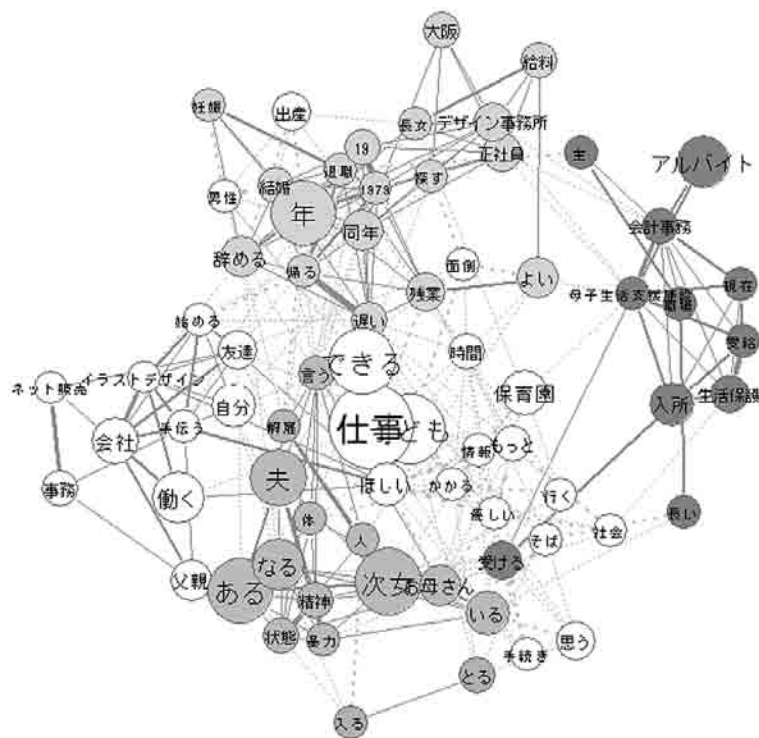 大阪
給料
妊娠
出産
長女
デザイン事務所
19
正社員
主
アルバイト
退職
探す
結婚
1979
男性
年
同年
会計事務
辞める
帰る
面倒
残業
よい
母子生活支援施設
職場
現在
始める
遅い
友達
できる
言う
時間
受給
ネット販売
イラストデザイン
保育園
入所
生活保護
自分
手伝う
解雇
仕事
ども
会社
情報
もっと
事務
働く
夫
ほしい
かかる
行く
優しい
体
人
そば
社会
長い
父親
ある
なる
精神
次女
お母さん
受ける
いる
状態
暴力
手続き
思う
とる
入る